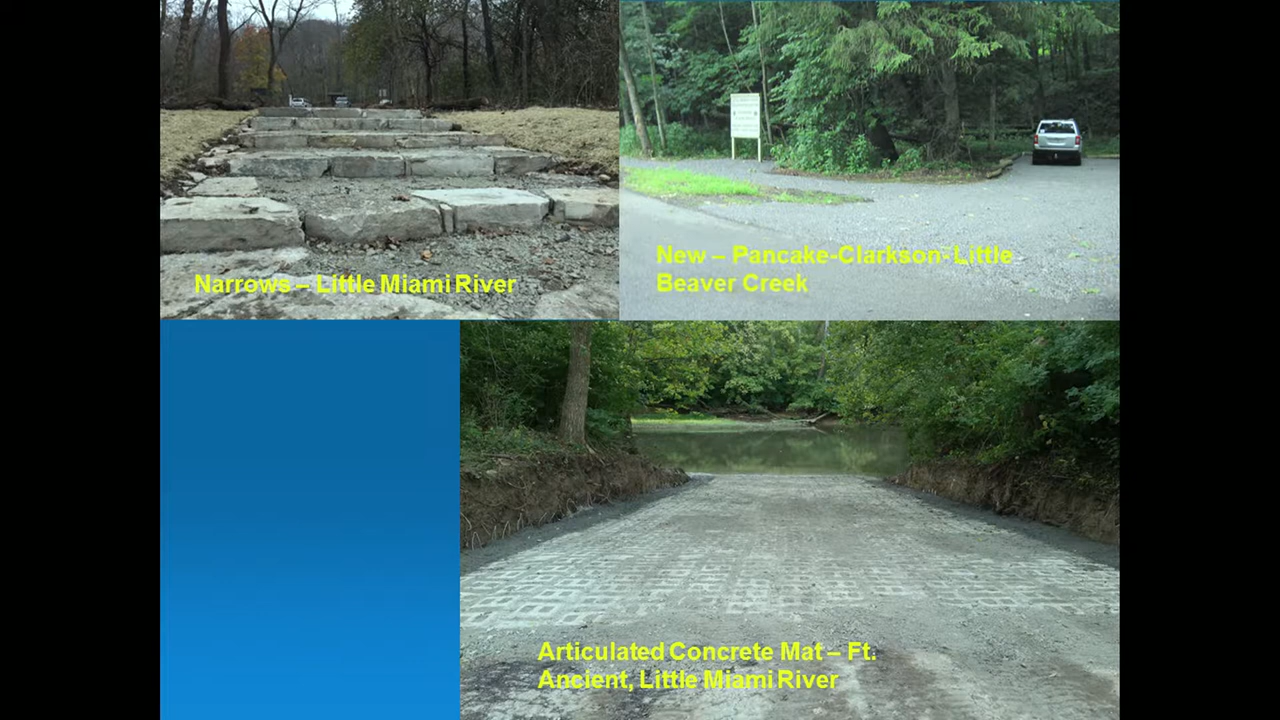 Narrows – Little Miami River
New – Pancake-Clarkson- Little
Beaver Creek
Articulated Concrete Mat – Ft.
Ancient, Little Miami River